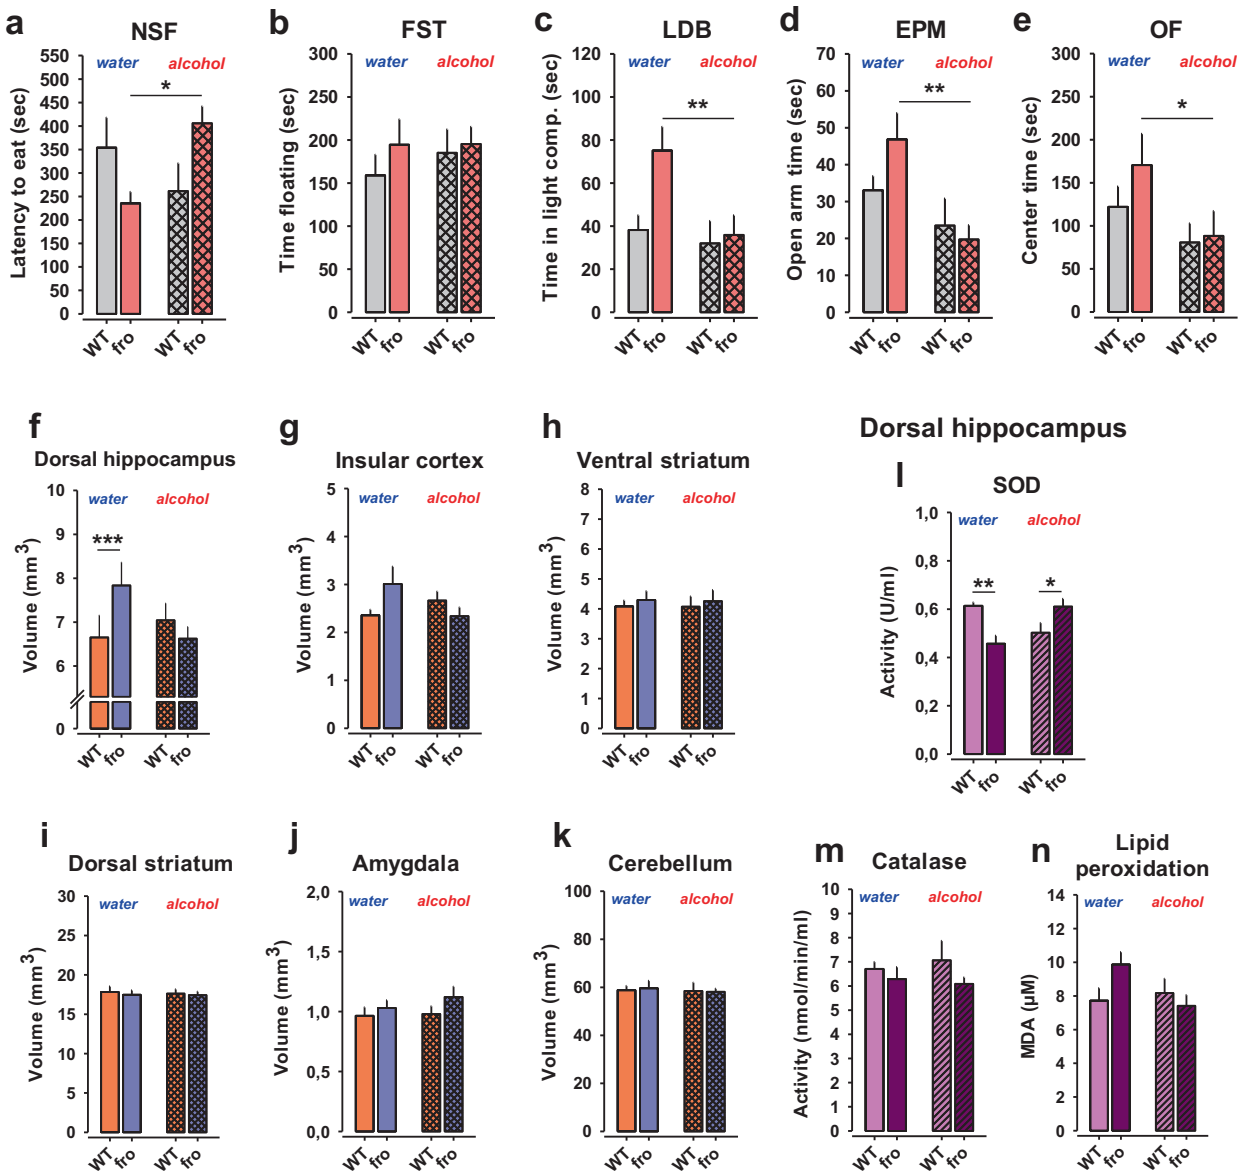 a
NSF
Latency to eat (sec)
550
500
450
400
350
300
250
200
150
100
50
0
water
alcohol
*
WT
fro
WT
fro
b
FST
Time floating (sec)
300
250
200
150
100
50
0
water
alcohol
WT
fro
WT
fro
c
LDB
Time in light comp. (sec)
120
100
80
60
40
20
0
water
alcohol
**
WT
fro
WT
fro
d
EPM
Open arm time (sec)
70
60
50
40
30
20
10
0
water
alcohol
**
WT
fro
WT
fro
e
OF
Center time (sec)
300
250
200
150
100
50
0
water
alcohol
*
WT
fro
WT
fro
f
Dorsal hippocampus
Volume (mm3)
10
9
8
7
6
0
water
alcohol
***
WT
fro
WT
fro
g
Insular cortex
Volume (mm3)
5
4
3
2
1
0
water
alcohol
WT
fro
WT
fro
h
Ventral striatum
Volume (mm3)
8
7
6
5
4
3
2
1
0
water
alcohol
WT
fro
WT
fro
Dorsal hippocampus
l
SOD
Activity (U/ml)
1,0
0,8
0,6
0,4
0,2
0,0
water
alcohol
**
*
WT
fro
WT
fro
i
Dorsal striatum
Volume (mm3)
30
25
20
15
10
5
0
water
alcohol
WT
fro
WT
fro
j
Amygdala
Volume (mm3)
2,0
1,5
1,0
0,5
0,0
water
alcohol
WT
fro
WT
fro
k
Cerebellum
Volume (mm3)
100
80
60
40
20
0
water
alcohol
WT
fro
WT
fro
m
Catalase
Activity (nmol/min/ml)
10
9
8
7
6
5
4
3
2
1
0
water
alcohol
WT
fro
WT
fro
n
Lipid
peroxidation
MDA (µM)
14
12
10
8
6
4
2
0
water
alcohol
WT
fro
WT
fro